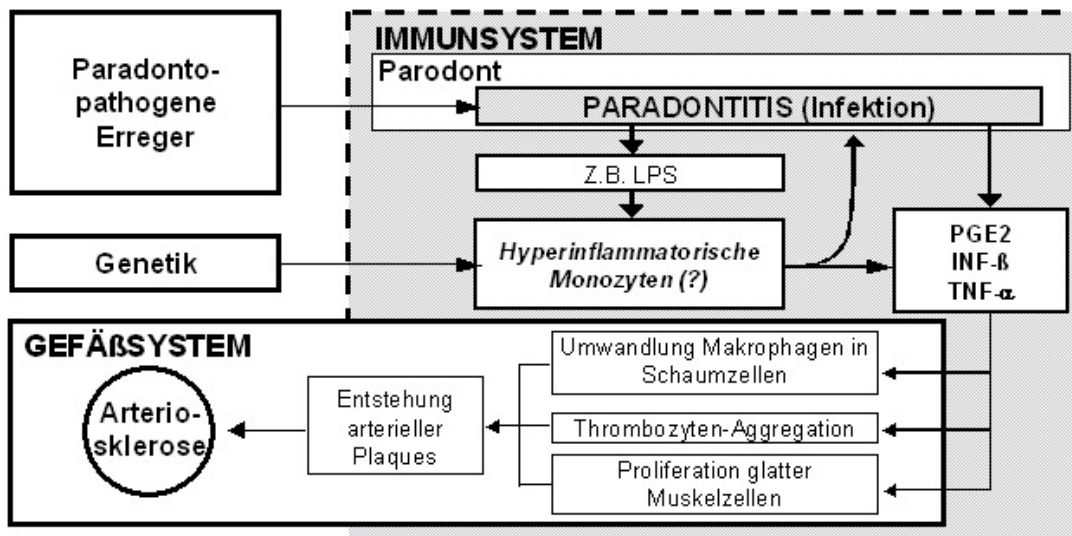 Paradonto-
pathogene
Erreger
IMMUNSYSTEM
Parodont
PARADONTITIS (Infektion)
Z.B. LPS
Genetik
Hyperinflammatorische
Monozyten (?)
PGE2
INF-ß
TNF-α
GEFÄßSYSTEM
Arterio-
sklerose
Entstehung
arterieller
Plaques
Umwandlung Makrophagen in
Schaumzellen
Thrombozyten-Aggregation
Proliferation glatter
Muskelzellen